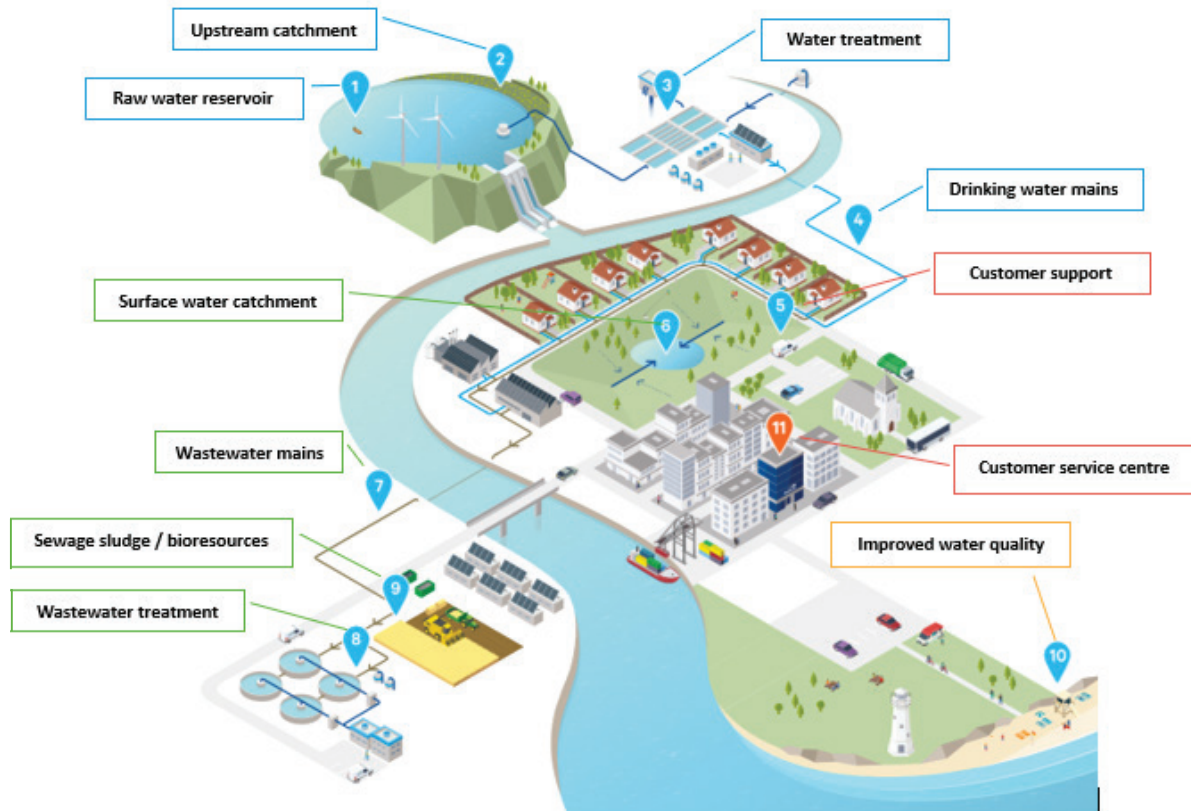 Upstream catchment
2
Water treatment
3
Raw water reservoir
1
Drinking water mains
4
Customer support
5
Surface water catchment
6
11
Wastewater mains
7
Customer service centre
Sewage sludge / bioresources
9
Improved water quality
10
Wastewater treatment
8